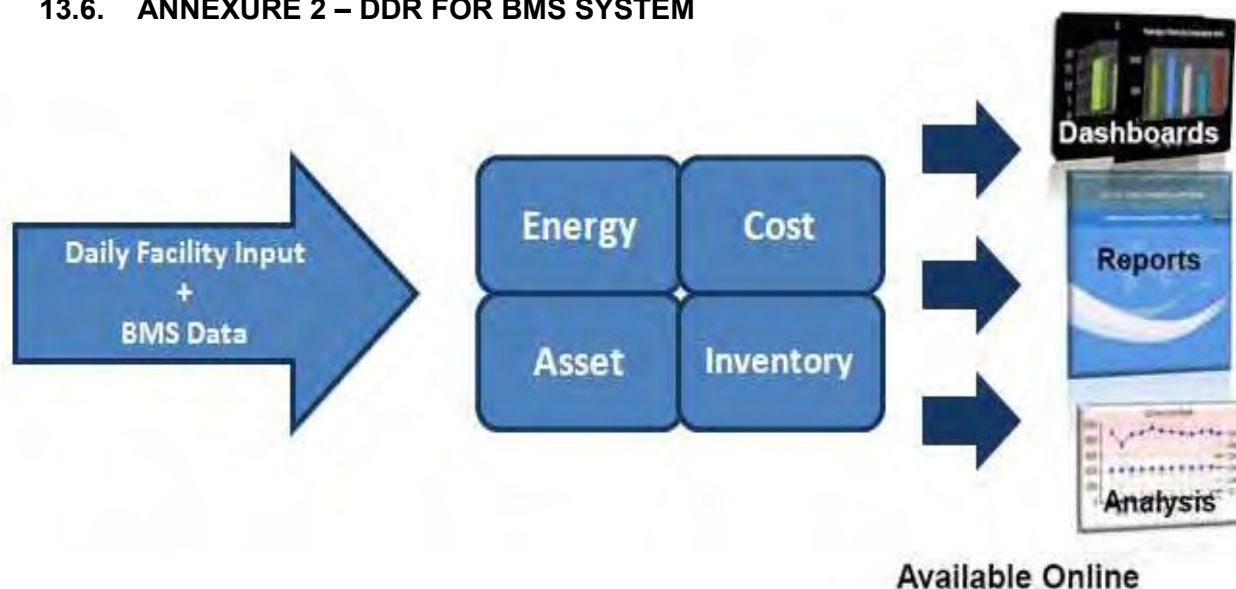 13.6. ANNEXURE 2 – DDR FOR BMS SYSTEM
Daily Facility Input
+
BMS Data
Energy
Cost
Asset
Inventory
Dashboards
Reports
Analysis
Available Online